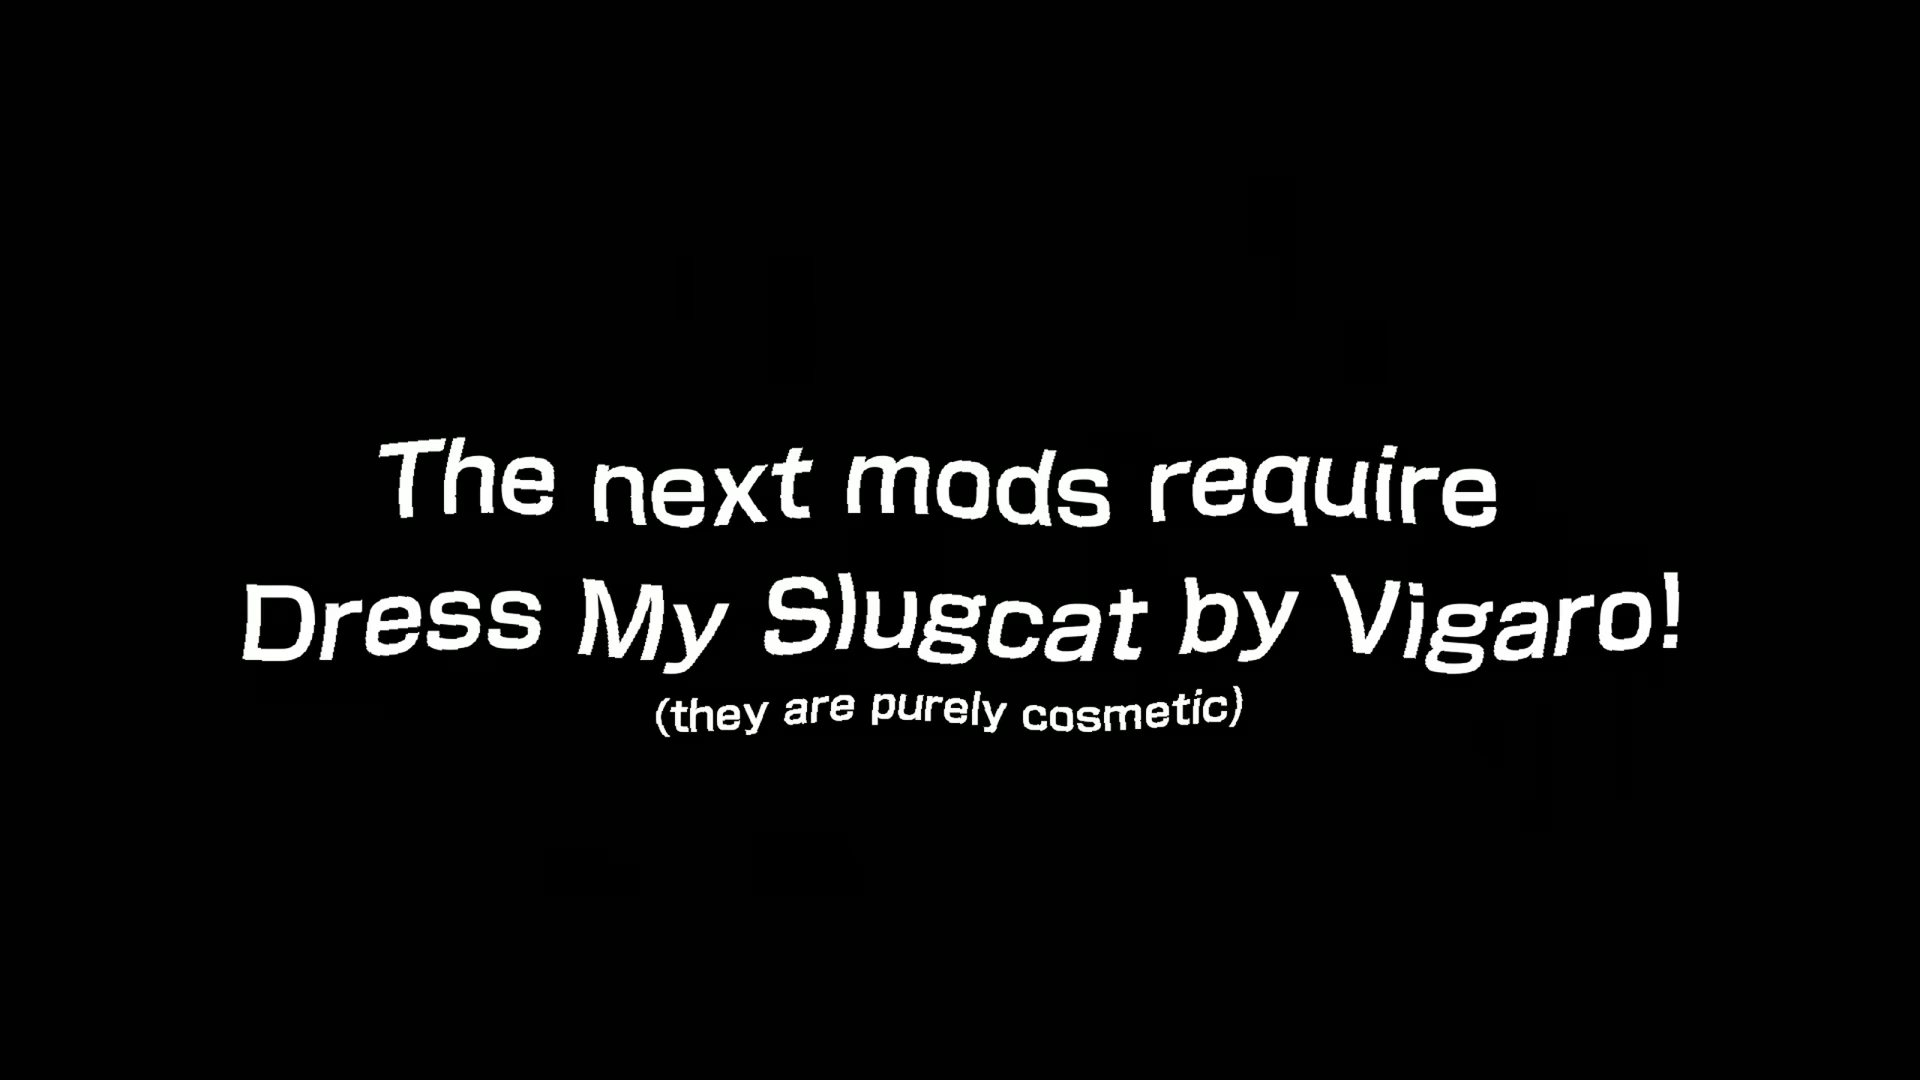 The next mods require
Dress My Slugcat by Vigaro!
(they are purely cosmetic)